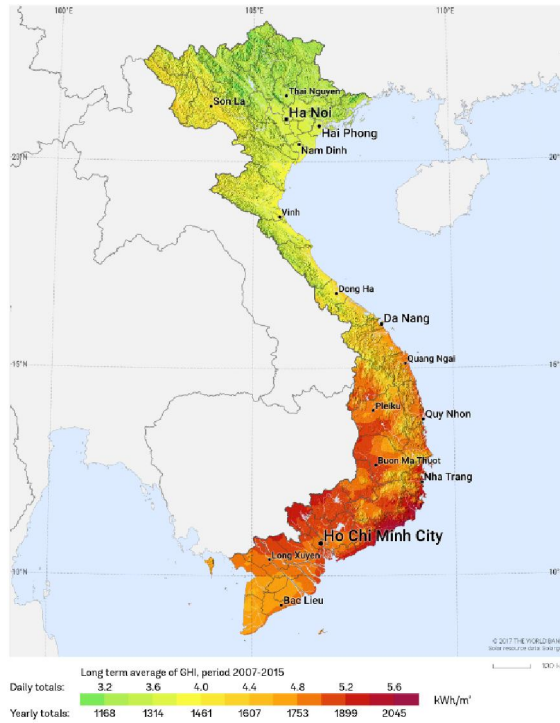 100°E 105°E 110°E
Son La
Thai Nguyen
Ha Noi
Hai Phong
Nam Dinh
20°N 20°N
Vinh
Dong Ha
Da Nang
Quang Ngai
15°N 15°N
Pleiku
Quy Nhon
Buon Ma Thuot
Nha Trang
Ho Chi Minh City
Long Xuyen
Bac Lieu
© 2017 THE WORLD BANK
Long term average of GHI, period 2007-2015
Daily totals: 3.2 3.6 4.0 4.4 4.8 5.2 5.6
kWh/m²
Yearly totals: 1168 1314 1461 1607 1753 1899 2045